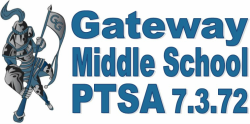 Gateway
Middle School
PTSA 7.3.72